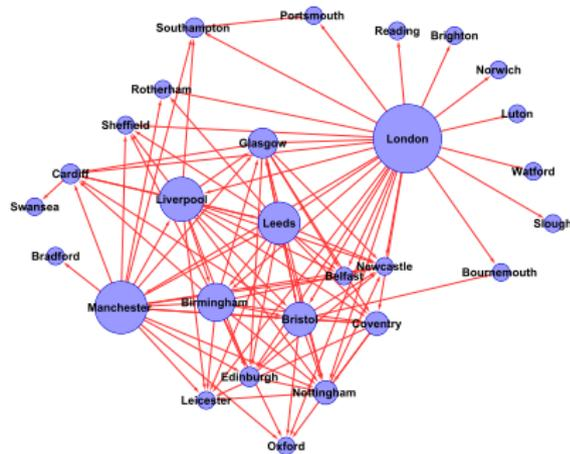 Portsmouth
Southampton
Reading
Brighton
Norwich
Rotherham
Luton
Sheffield
Glasgow
London
Cardiff
Watford
Liverpool
Swansea
Leeds
Slough
Bradford
Newcastle
Belfast
Bournemouth
Manchester
Birmingham
Bristol
Coventry
Edinburgh
Nottingham
Leicester
Oxford